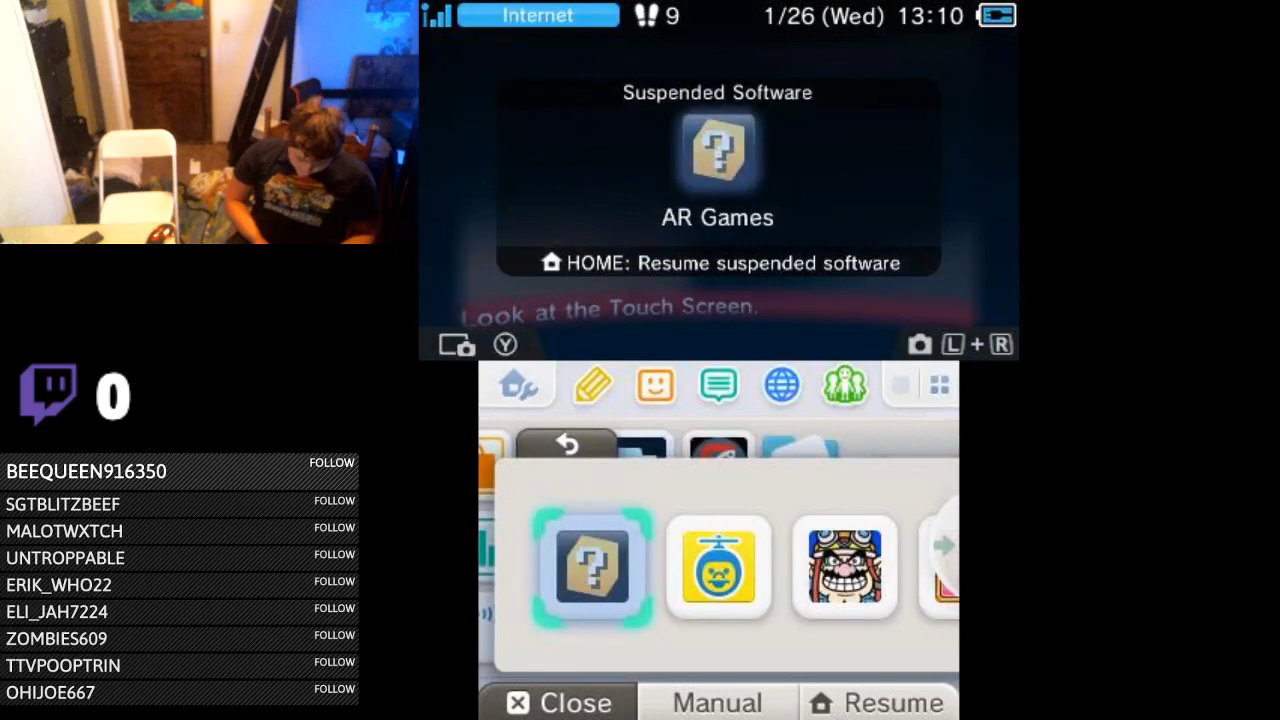 Internet 9 1/26 (Wed) 13:10
Suspended Software
?
AR Games
HOME: Resume suspended software
Look at the Touch Screen.
Y
L + R
0
BEEQUEEN916350 FOLLOW
SGTBLITZBEEF FOLLOW
MALOTWXTCH FOLLOW
UNTROPPABLE FOLLOW
ERIK_WHO22 FOLLOW
ELI_JAH7224 FOLLOW
ZOMBIES609 FOLLOW
TTVPOOPTRIN FOLLOW
OHIJOE667 FOLLOW
?
X Close
Manual
Resume